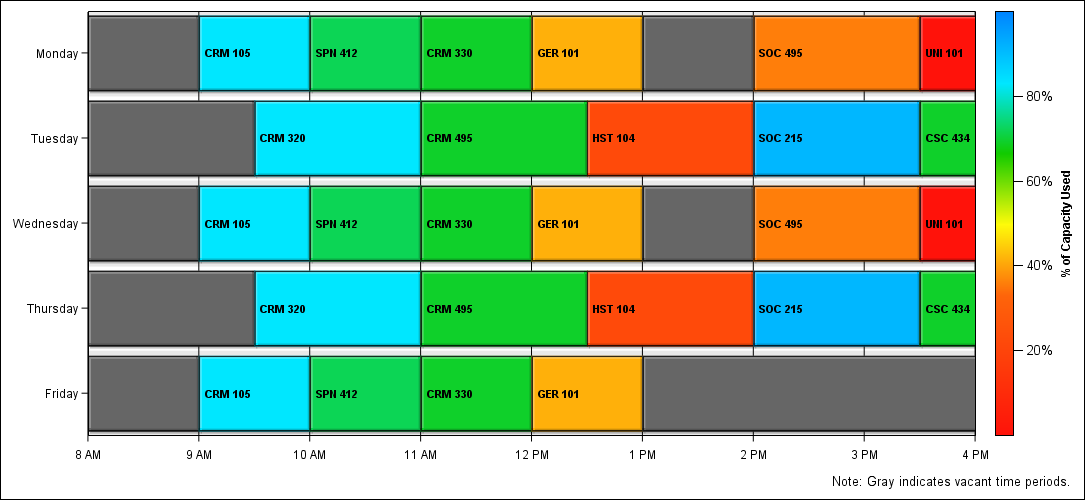 Monday
CRM 105
SPN 412
CRM 330
GER 101
SOC 495
UNI 101
Tuesday
CRM 320
CRM 495
HST 104
SOC 215
CSC 434
Wednesday
CRM 105
SPN 412
CRM 330
GER 101
SOC 495
UNI 101
Thursday
CRM 320
CRM 495
HST 104
SOC 215
CSC 434
Friday
CRM 105
SPN 412
CRM 330
GER 101
8 AM
9 AM
10 AM
11 AM
12 PM
1 PM
2 PM
3 PM
4 PM
80%
60%
40%
20%
% of Capacity Used
Note: Gray indicates vacant time periods.